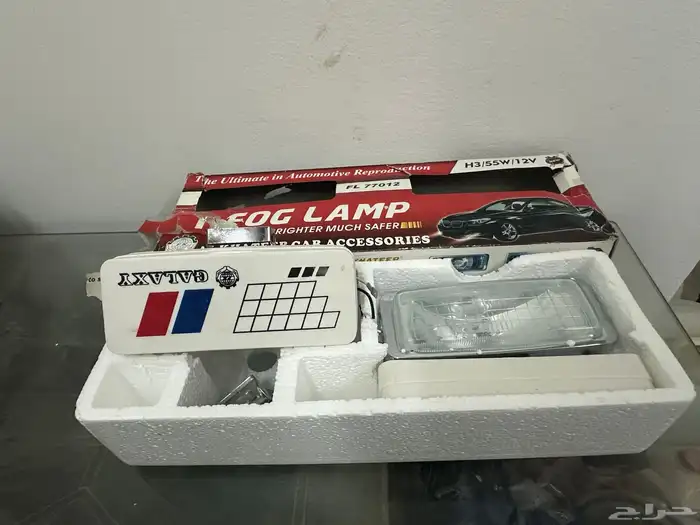 The Ultimate in Automotive Reproduction
H3/55W/12V
FL 77012
FOG LAMP
BRIGHTER MUCH SAFER
CAR ACCESSORIES
GALAXY
حراج